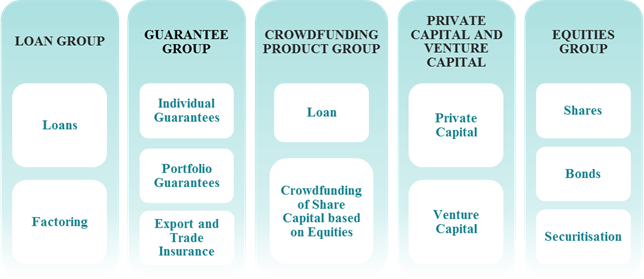 LOAN GROUP
Loans
Factoring
GUARANTEE
GROUP
Individual
Guarantees
Portfolio
Guarantees
Export and
Trade
Insurance
CROWDFUNDING
PRODUCT GROUP
Loan
Crowdfunding
of Share
Capital based
on Equities
PRIVATE
CAPITAL AND
VENTURE
CAPITAL
Private
Capital
Venture
Capital
EQUITIES
GROUP
Shares
Bonds
Securitisation